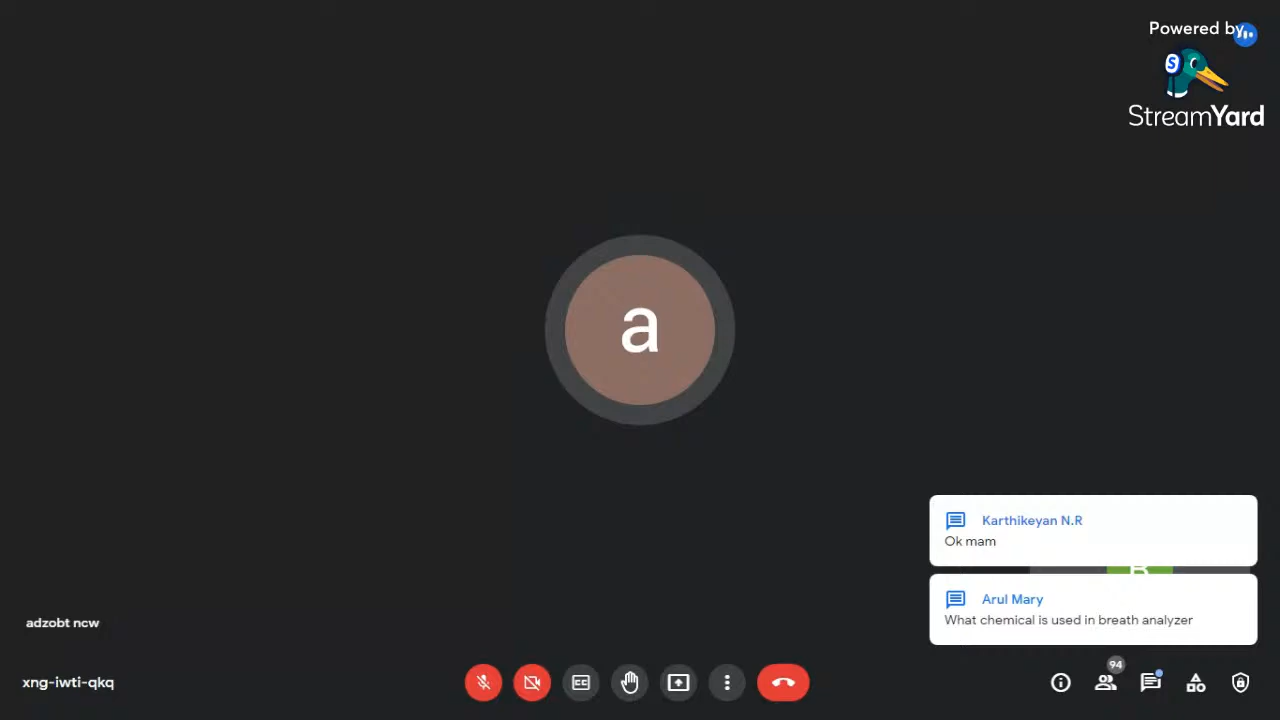 Powered by
StreamYard
a
Karthikeyan N.R
Ok mam
Arul Mary
What chemical is used in breath analyzer
adzobt ncw
xng-iwti-qkq
94